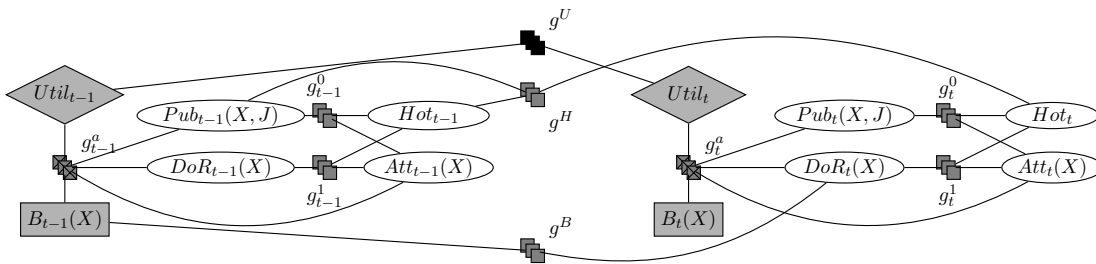 g^U
Util_{t−1}
Util_t
g^0_{t−1}
g^0_t
Pub_{t−1}(X, J)
Hot_{t−1}
g^H
Pub_t(X, J)
Hot_t
g^a_{t−1}
g^a_t
DoR_{t−1}(X)
Att_{t−1}(X)
DoR_t(X)
Att_t(X)
g^1_{t−1}
g^1_t
B_{t−1}(X)
g^B
B_t(X)